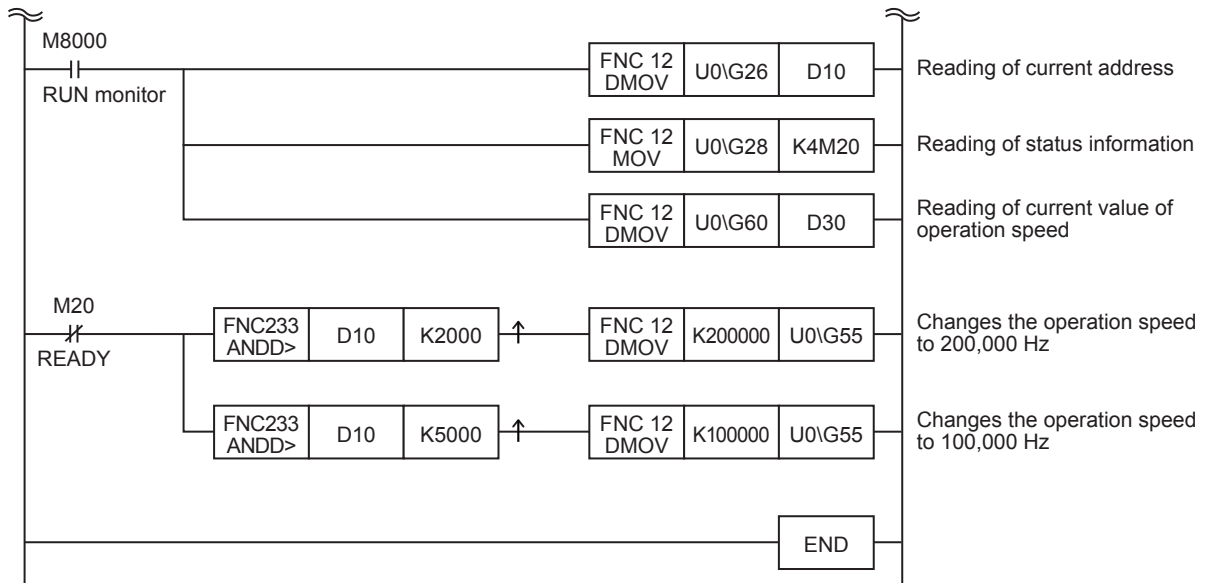 M8000
RUN monitor
FNC 12
DMOV
U0\G26
D10
Reading of current address
FNC 12
MOV
U0\G28
K4M20
Reading of status information
FNC 12
DMOV
U0\G60
D30
Reading of current value of
operation speed
M20
READY
FNC233
ANDD>
D10
K2000
FNC 12
DMOV
K200000
U0\G55
Changes the operation speed
to 200,000 Hz
FNC233
ANDD>
D10
K5000
FNC 12
DMOV
K100000
U0\G55
Changes the operation speed
to 100,000 Hz
END